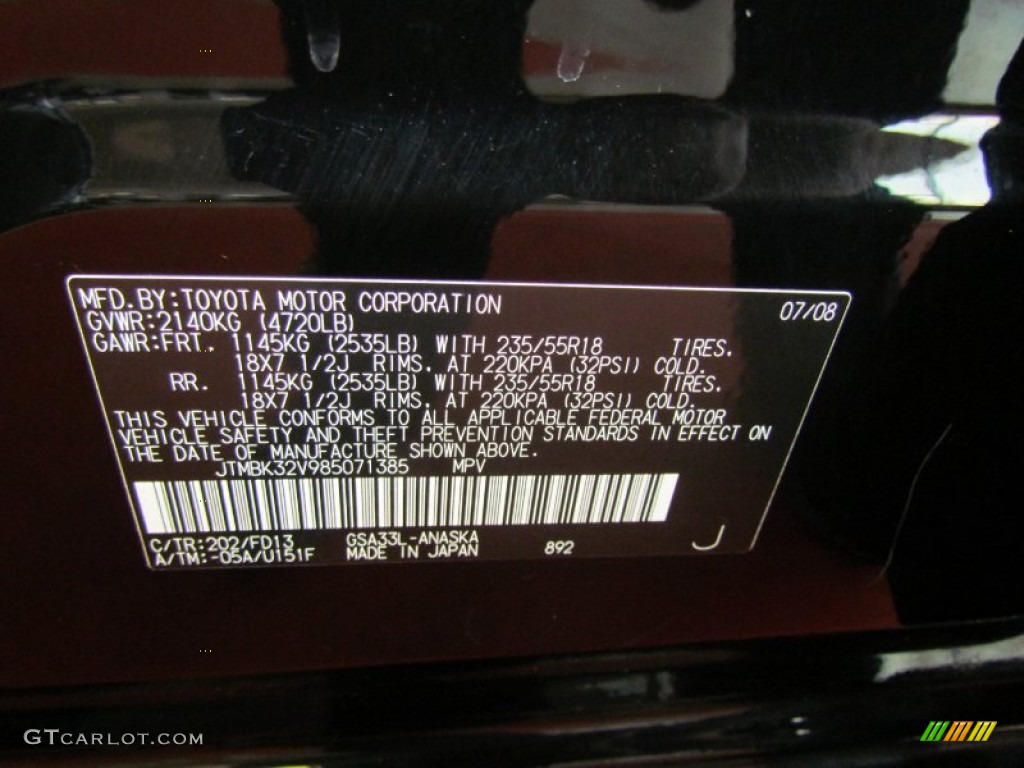 MFD. BY: TOYOTA MOTOR CORPORATION 07/08
GVWR: 2140KG (4720LB)
GAWR: FRT. 1145KG (2535LB) WITH 235/55R18 TIRES.
18X7 1/2J RIMS. AT 220KPA (32PSI) COLD.
RR. 1145KG (2535LB) WITH 235/55R18 TIRES.
18X7 1/2J RIMS. AT 220KPA (32PSI) COLD.
THIS VEHICLE CONFORMS TO ALL APPLICABLE FEDERAL MOTOR
VEHICLE SAFETY AND THEFT PREVENTION STANDARDS IN EFFECT ON
THE DATE OF MANUFACTURE SHOWN ABOVE.
JTMBK32V985071385 MPV
C/TR: 202/FD13 GSA33L-ANASKA
A/TM: -05A/U151F MADE IN JAPAN 892 J
GTCARLOT.COM